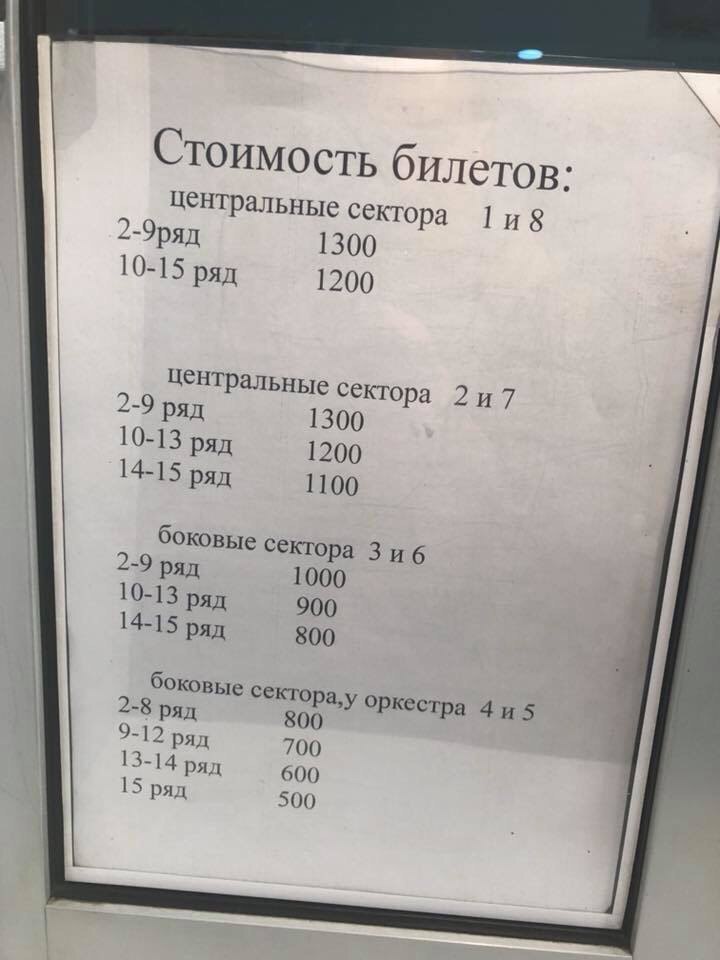 Стоимость билетов:
центральные сектора 1 и 8
2-9ряд 1300
10-15 ряд 1200
центральные сектора 2 и 7
2-9 ряд 1300
10-13 ряд 1200
14-15 ряд 1100
боковые сектора 3 и 6
2-9 ряд 1000
10-13 ряд 900
14-15 ряд 800
боковые сектора,у оркестра 4 и 5
2-8 ряд 800
9-12 ряд 700
13-14 ряд 600
15 ряд 500